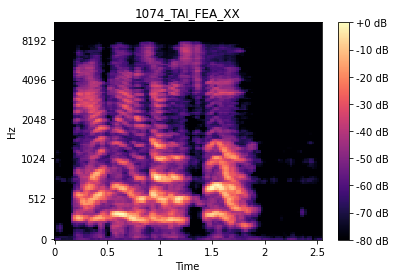 1074_TAI_FEA_XX
+0 dB
8192
-10 dB
4096
-20 dB
-30 dB
2048
Hz
-40 dB
1024
-50 dB
512
-60 dB
-70 dB
0
-80 dB
0
0.5
1
1.5
2
2.5
Time